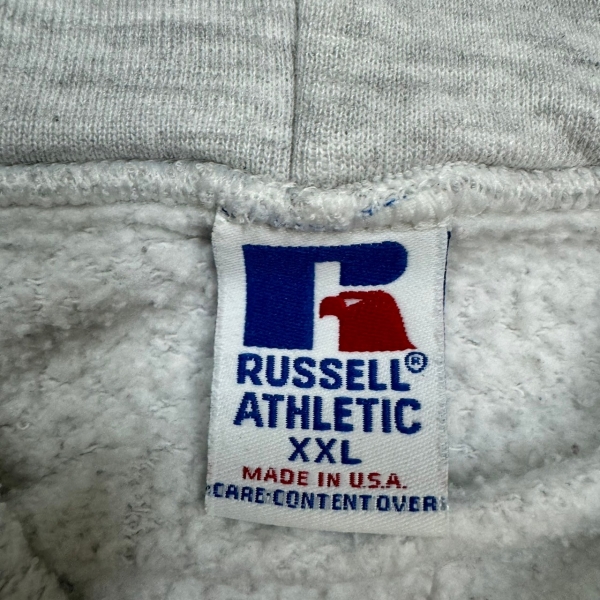 RUSSELL®
ATHLETIC
XXL
MADE IN U.S.A.
CARE·CONTENT OVER